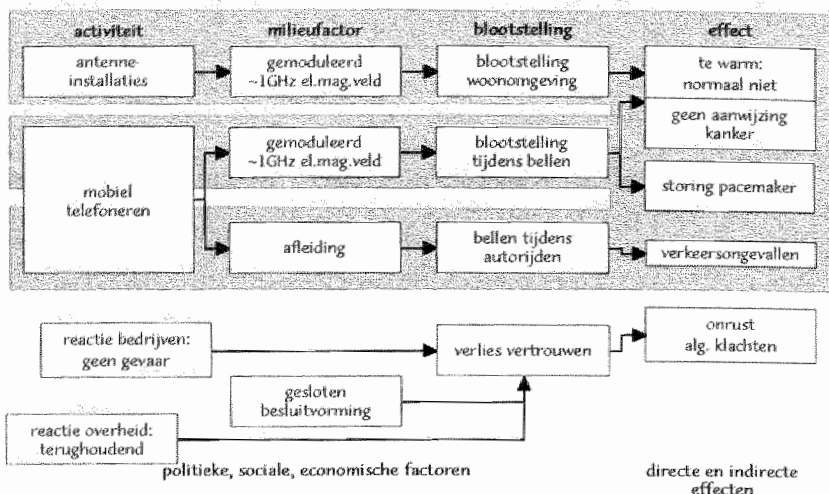 activiteit milieufactor blootstelling effect
antenne-
installaties
gemoduleerd
~1GHz el.mag.veld
blootstelling
woonomgeving
te warm:
normaal niet
geen aanwijzing
kanker
mobiel
telefoneren
gemoduleerd
~1GHz el.mag.veld
blootstelling
tijdens bellen
storing pacemaker
afleiding
bellen tijdens
autorijden
verkeersongevallen
reactie bedrijven:
geen gevaar
verlies vertrouwen
onrust
alg. klachten
gesloten
besluitvorming
reactie overheid:
terughoudend
politieke, sociale, economische factoren
directe en indirecte
effecten